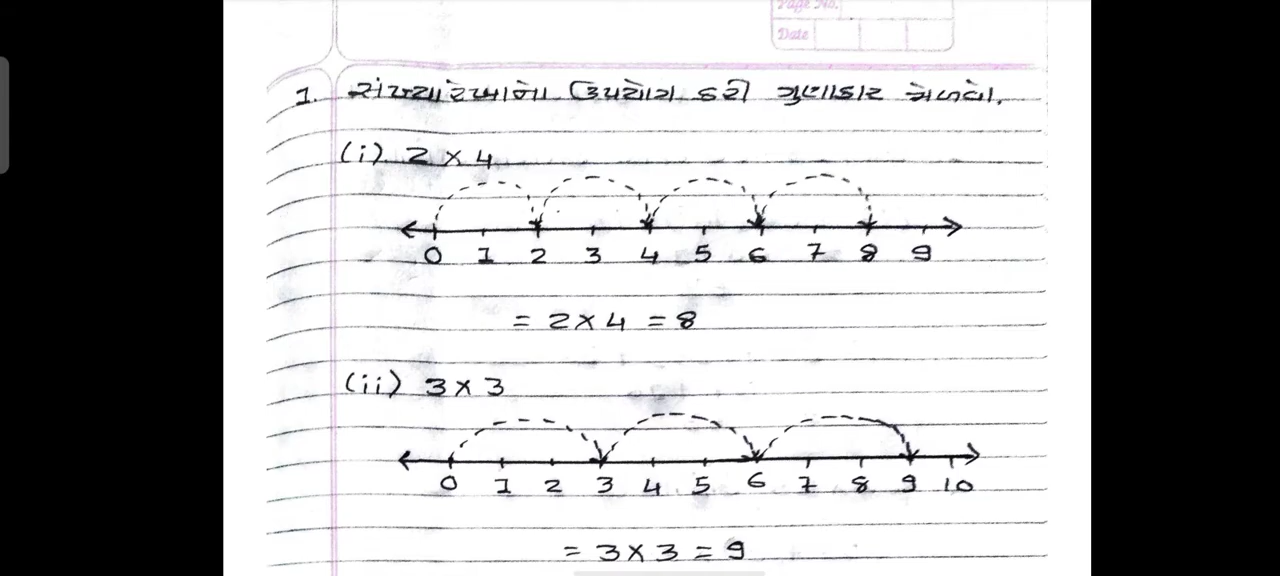 Page No.
Date
1. સંખ્યારેખાનો ઉપયોગ કરી ગુણાકાર મેળવો.
(i) 2 × 4
0 1 2 3 4 5 6 7 8 9
= 2 × 4 = 8
(ii) 3 × 3
0 1 2 3 4 5 6 7 8 9 10
= 3 × 3 = 9